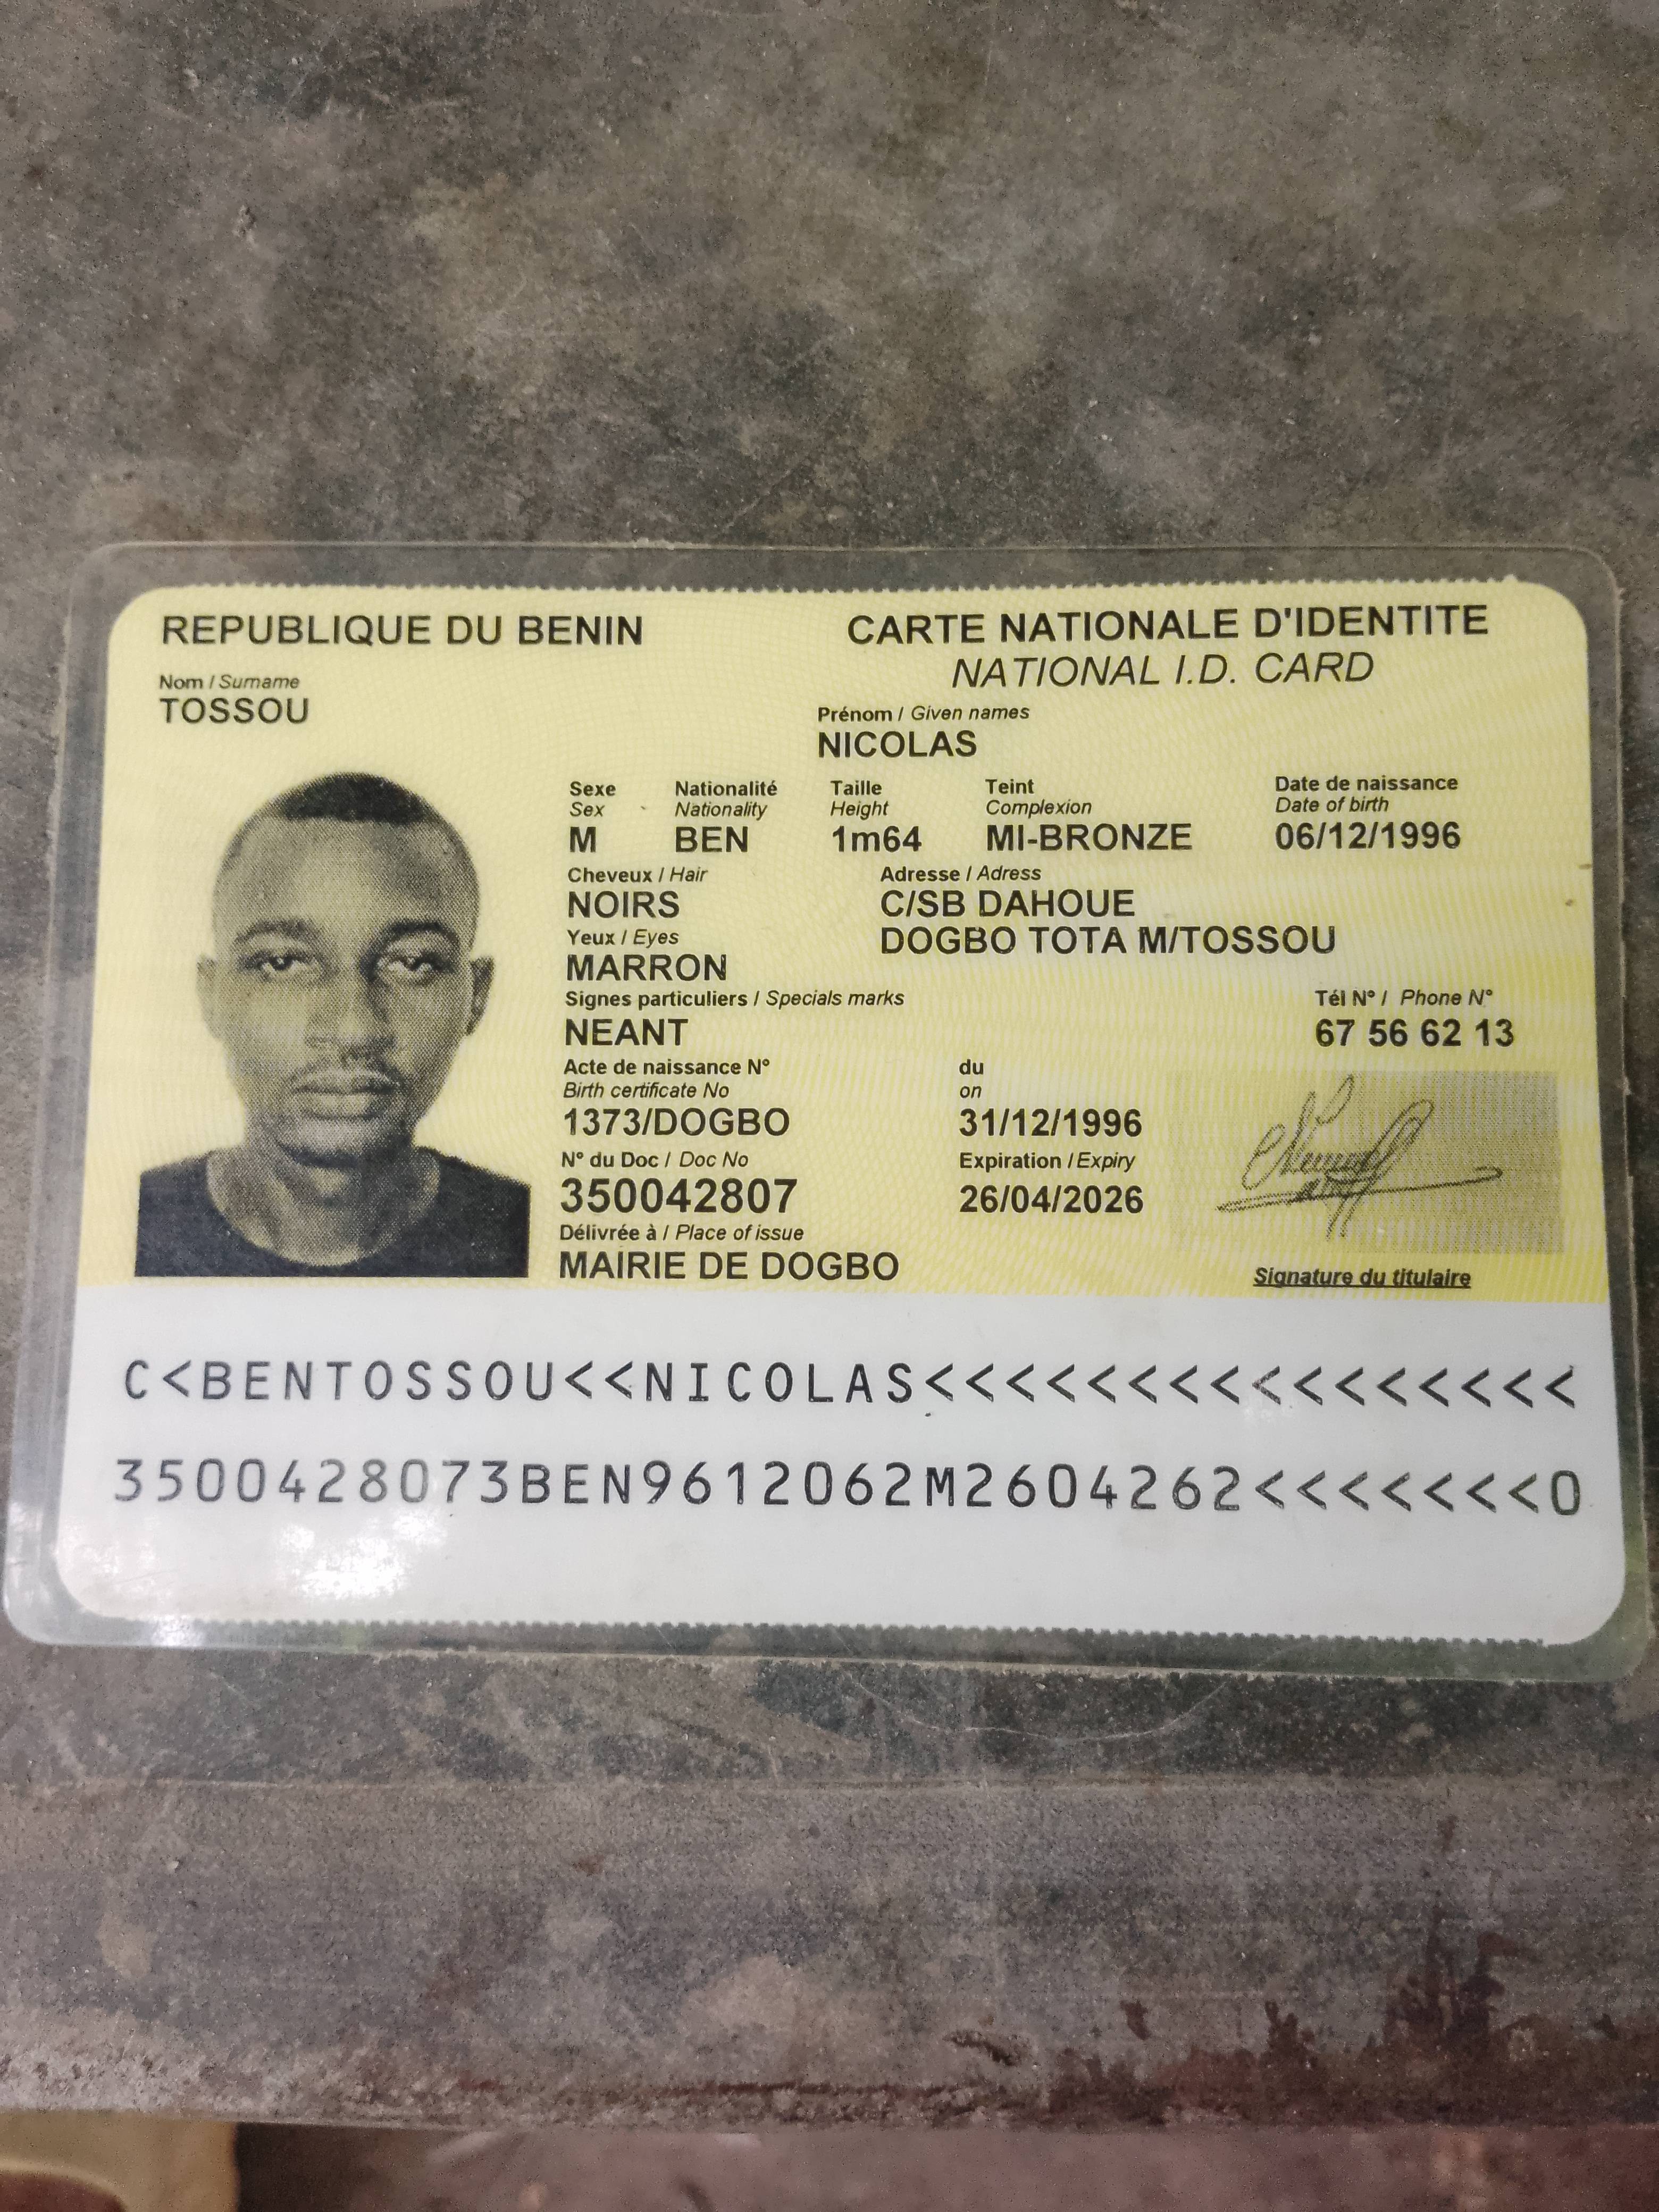 REPUBLIQUE DU BENIN
CARTE NATIONALE D'IDENTITE
NATIONAL I.D. CARD
Nom / Surname
TOSSOU
Prénom / Given names
NICOLAS
Sexe Nationalité Taille Teint Date de naissance
Sex Nationality Height Complexion Date of birth
M BEN 1m64 MI-BRONZE 06/12/1996
Cheveux / Hair Adresse / Adress
NOIRS C/SB DAHOUE
Yeux / Eyes DOGBO TOTA M/TOSSOU
MARRON
Signes particuliers / Specials marks Tél N° / Phone N°
NEANT 67 56 62 13
Acte de naissance N° du
Birth certificate No on
1373/DOGBO 31/12/1996
N° du Doc / Doc No Expiration / Expiry
350042807 26/04/2026
Délivrée à / Place of issue
MAIRIE DE DOGBO
Signature du titulaire
C<BENTOSSOU<<NICOLAS<<<<<<<<<<<<<<<<
3500428073BEN9612062M2604262<<<<<<<0